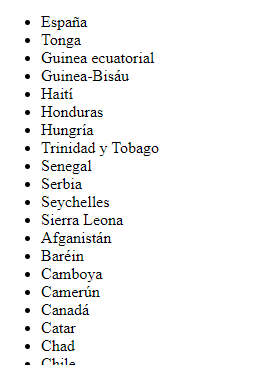 España
Tonga
Guinea ecuatorial
Guinea-Bisáu
Haití
Honduras
Hungría
Trinidad y Tobago
Senegal
Serbia
Seychelles
Sierra Leona
Afganistán
Baréin
Camboya
Camerún
Canadá
Catar
Chad
Chile